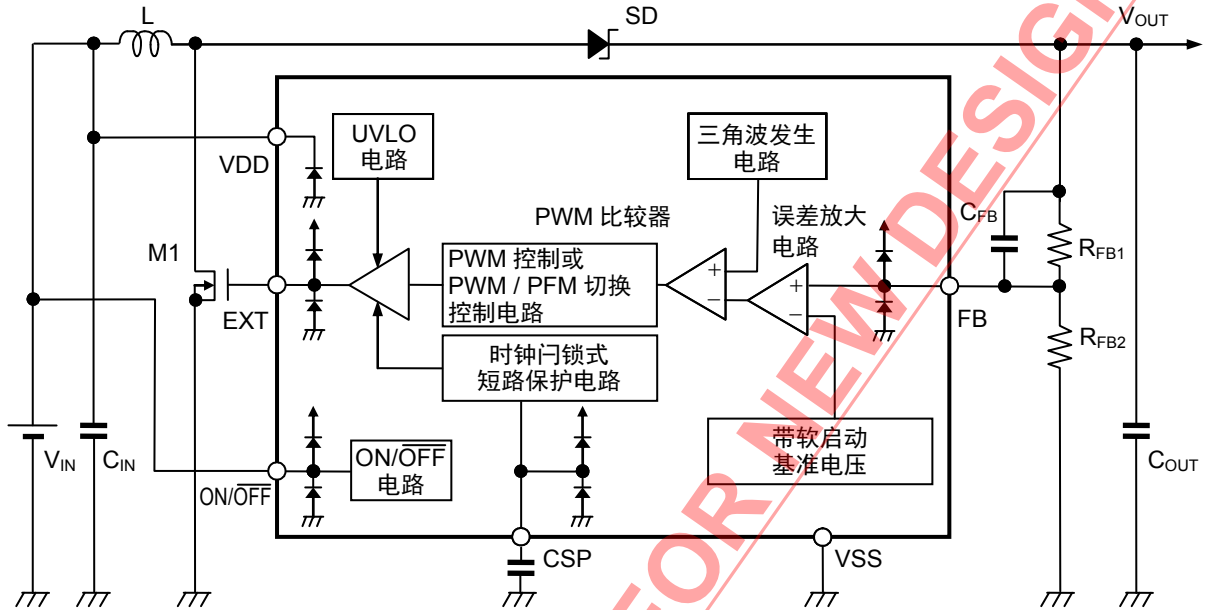 L
SD
VOUT
VDD
UVLO
电路
三角波发生
电路
PWM 比较器
误差放大
电路
CFB
RFB1
M1
EXT
PWM 控制或
PWM / PFM 切换
控制电路
+
−
+
−
FB
RFB2
时钟闩锁式
短路保护电路
VIN
CIN
ON/OFF
ON/OFF
电路
带软启动
基准电压
COUT
CSP
VSS
FOR NEW DESIGN